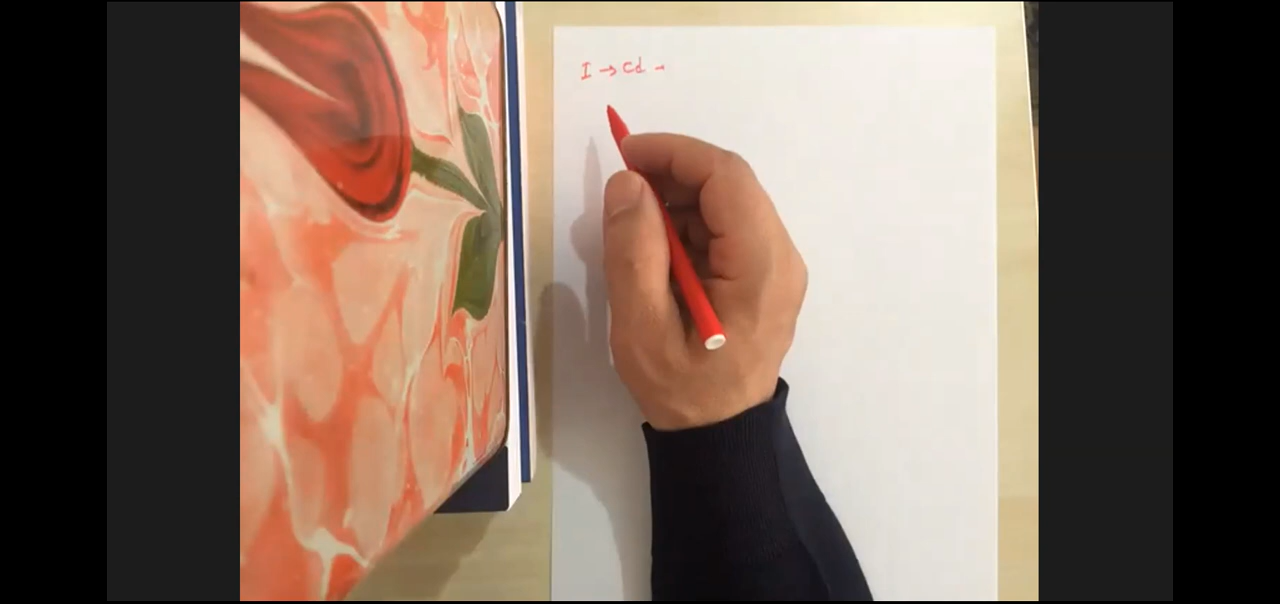 I → cd -